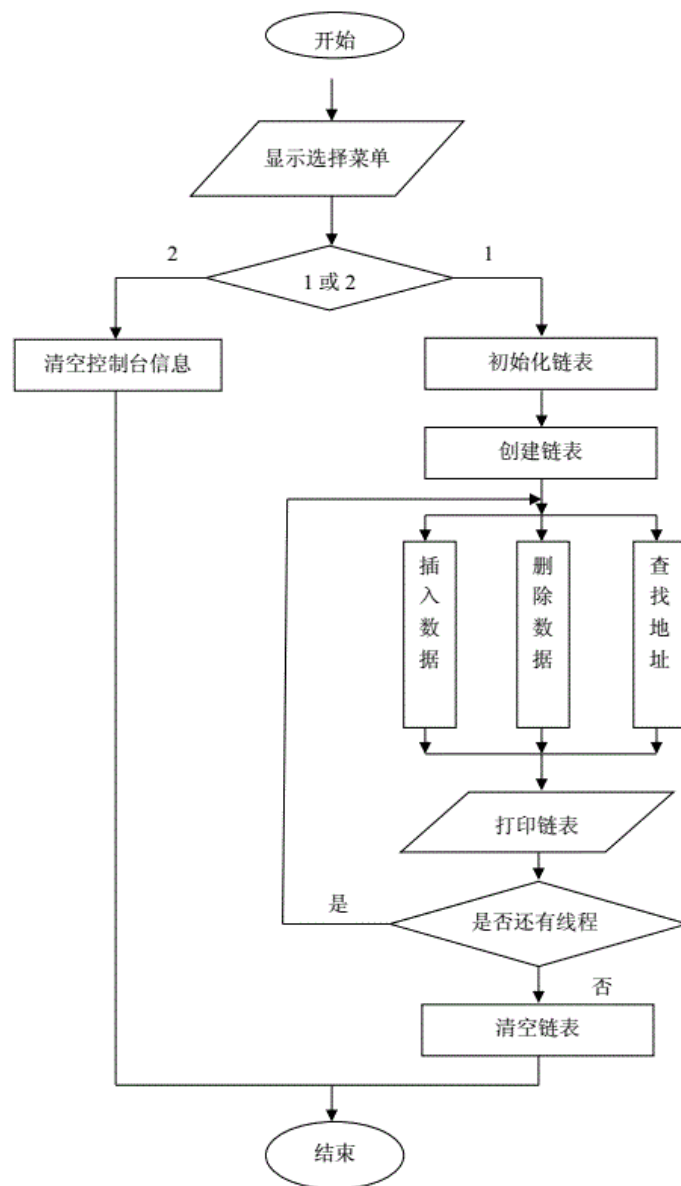 开始
显示选择菜单
2
1
1 或 2
清空控制台信息
初始化链表
创建链表
插入数据
删除数据
查找地址
打印链表
是
是否还有线程
否
清空链表
结束